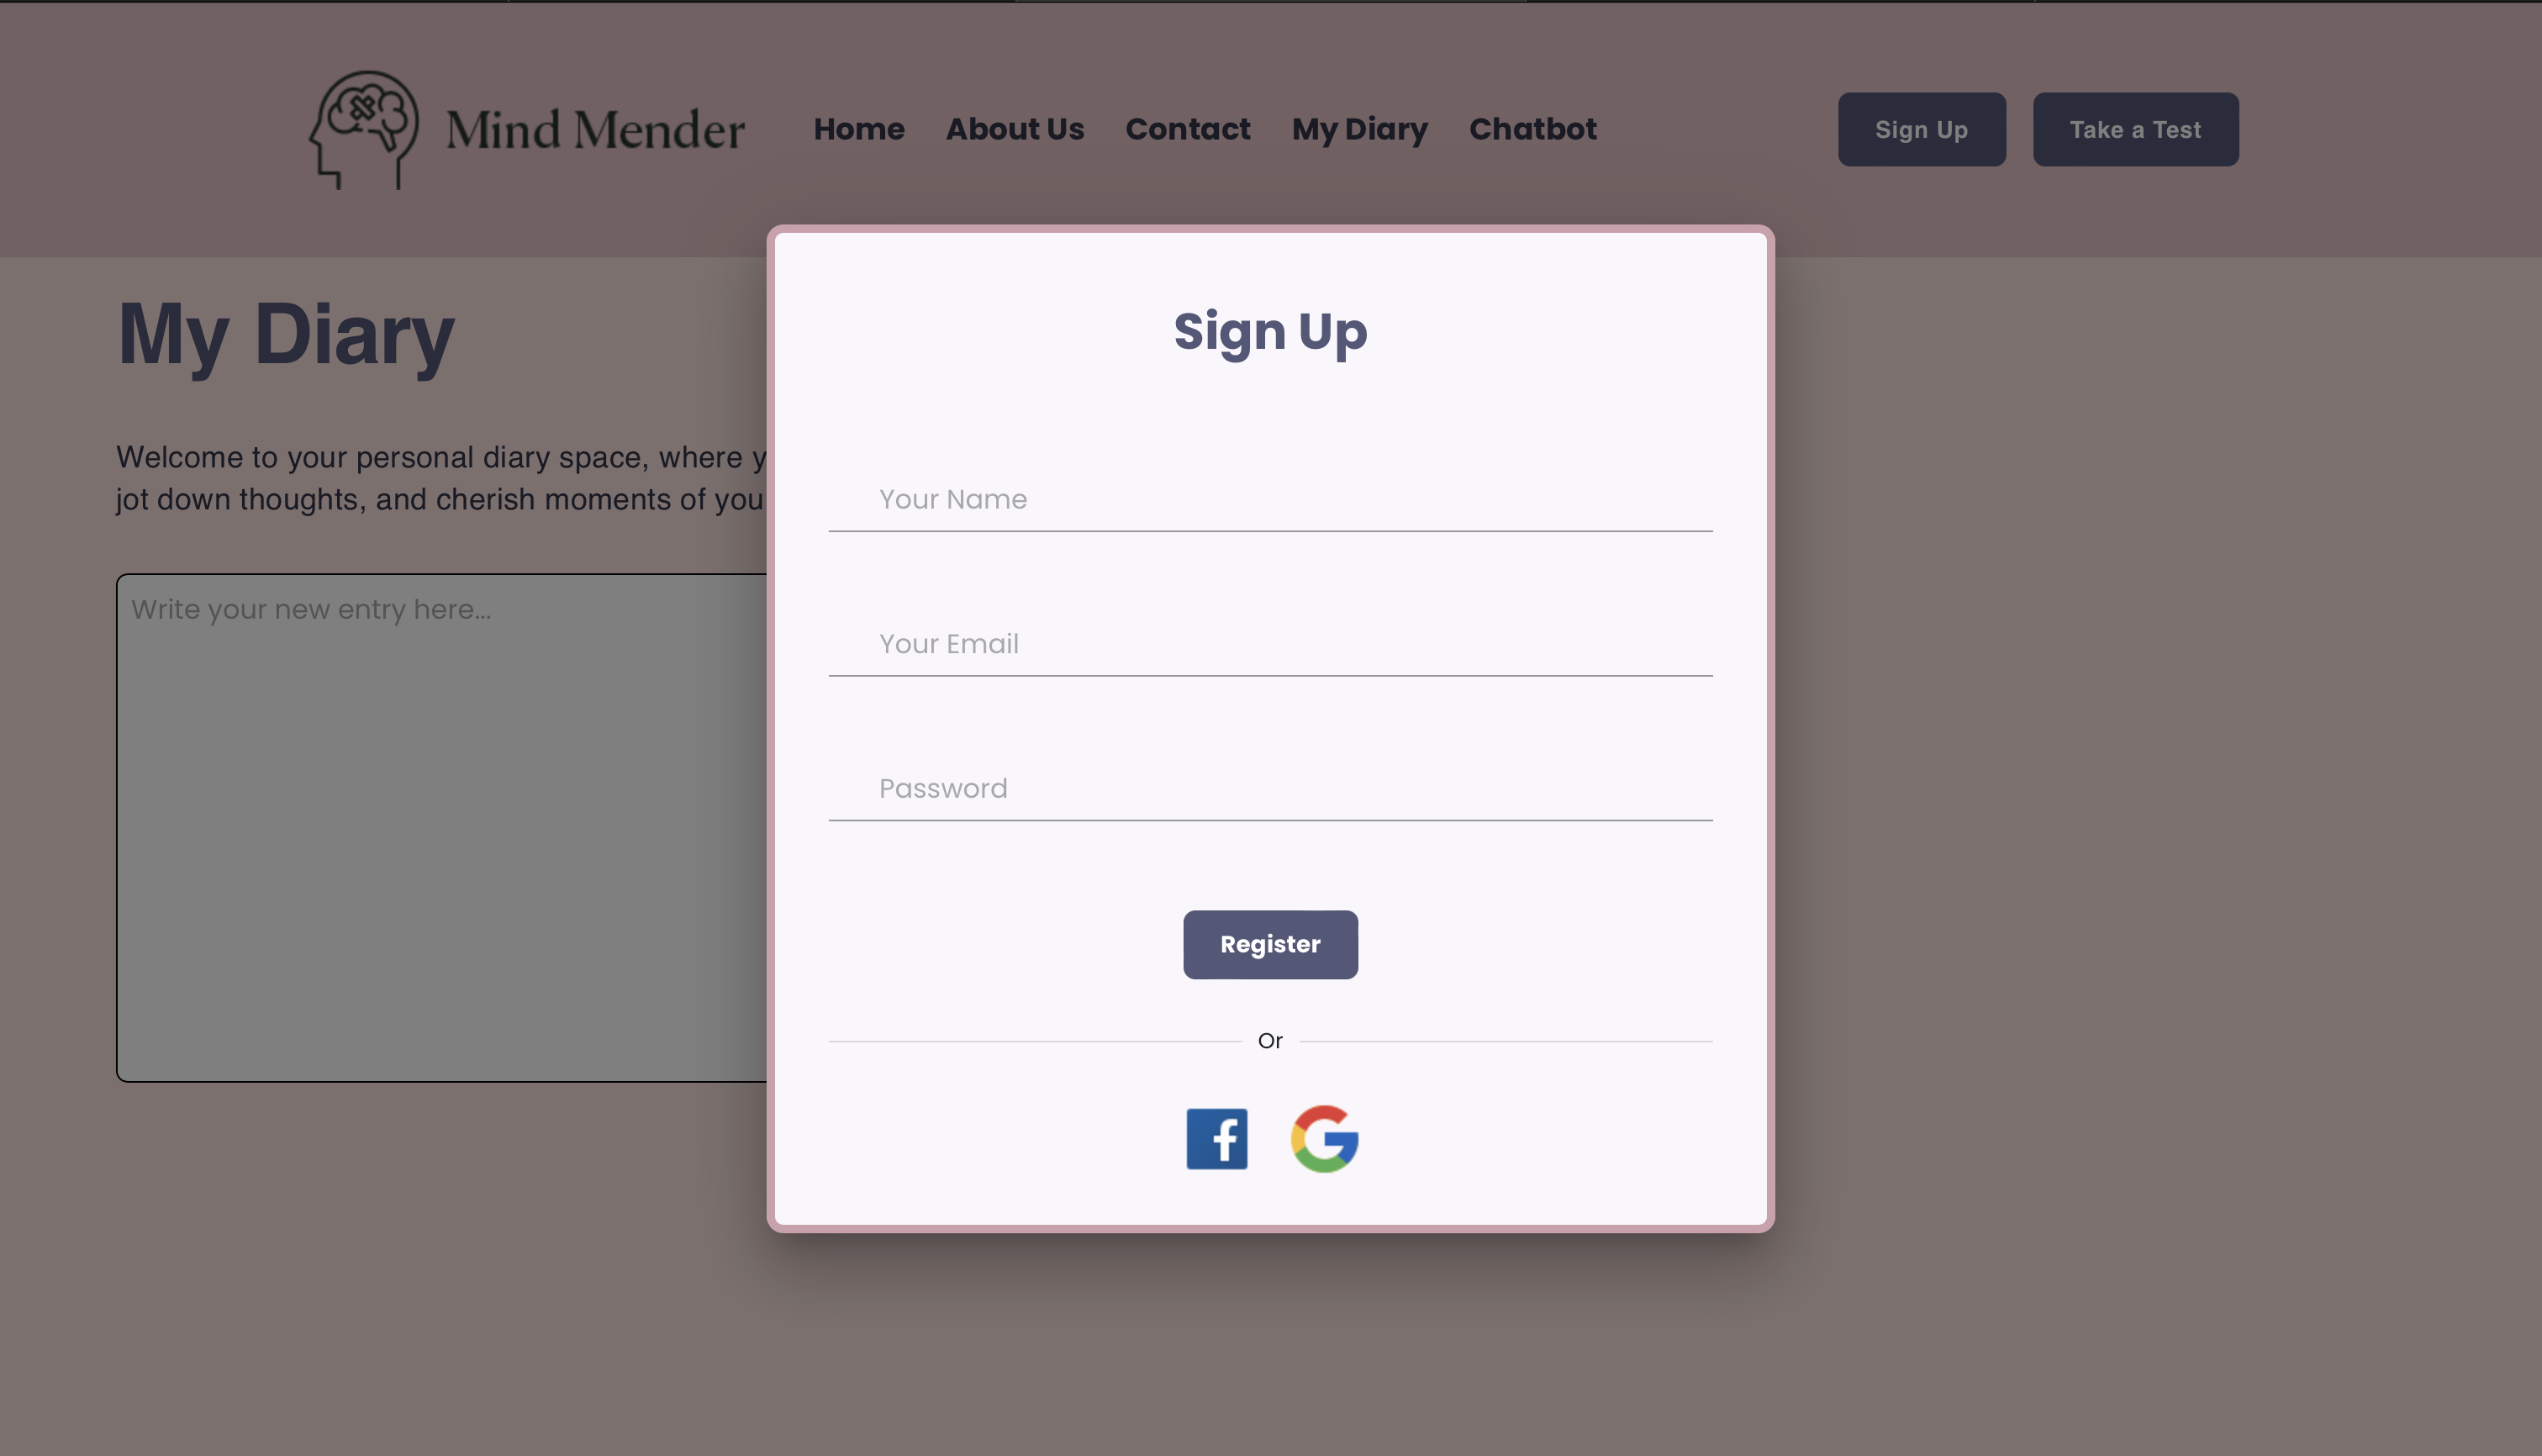 Mind Mender
Home
About Us
Contact
My Diary
Chatbot
Sign Up
Take a Test
My Diary
Welcome to your personal diary space, where y
jot down thoughts, and cherish moments of you
Write your new entry here...
Sign Up
Your Name
Your Email
Password
Register
Or